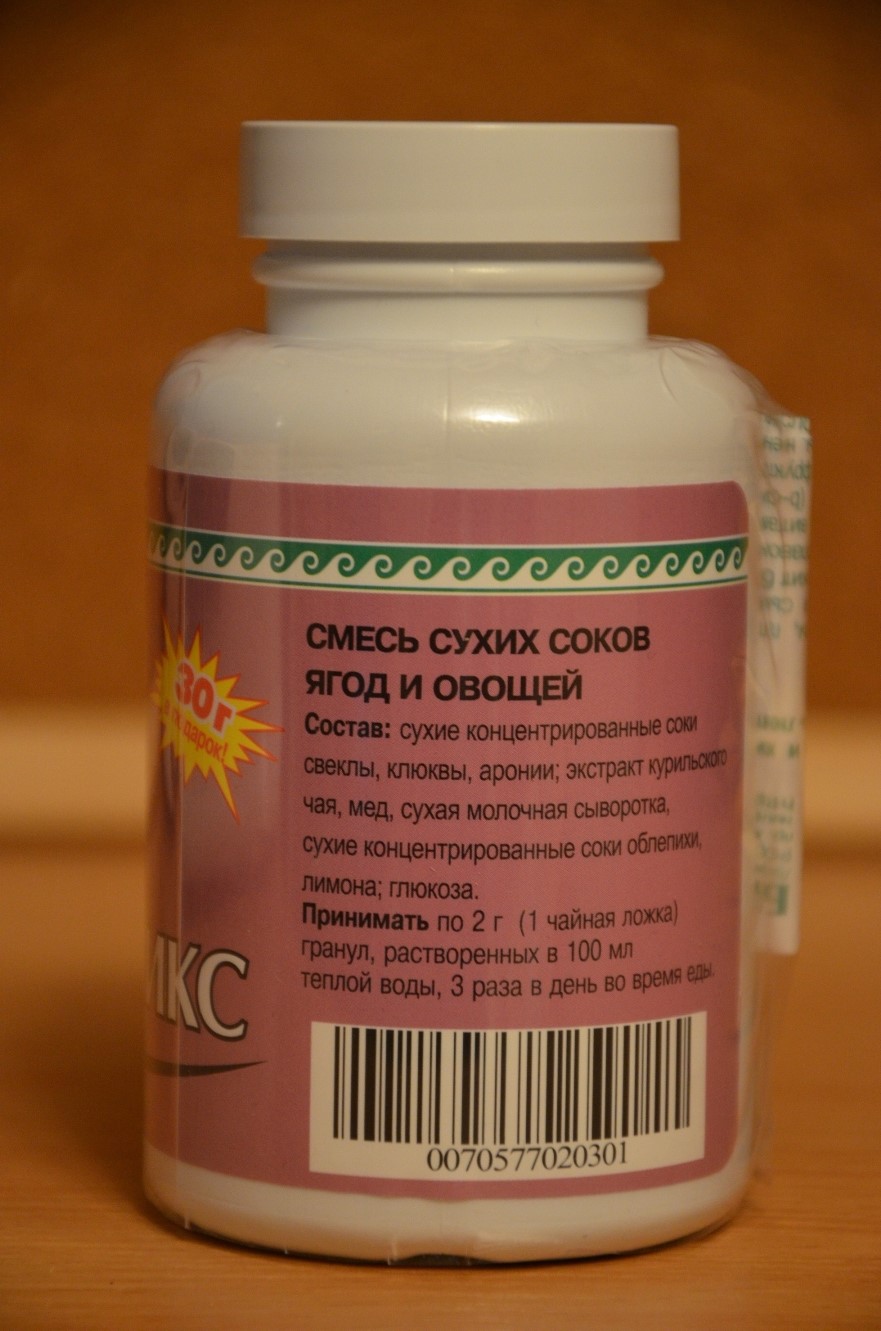 СМЕСЬ СУХИХ СОКОВ
ЯГОД И ОВОЩЕЙ
Состав: сухие концентрированные соки
свеклы, клюквы, аронии; экстракт курильского
чая, мед, сухая молочная сыворотка,
сухие концентрированные соки облепихи,
лимона; глюкоза.
Принимать по 2 г (1 чайная ложка)
гранул, растворенных в 100 мл
теплой воды, 3 раза в день во время еды.
0070577020301
30 г
дарок!
ИКС